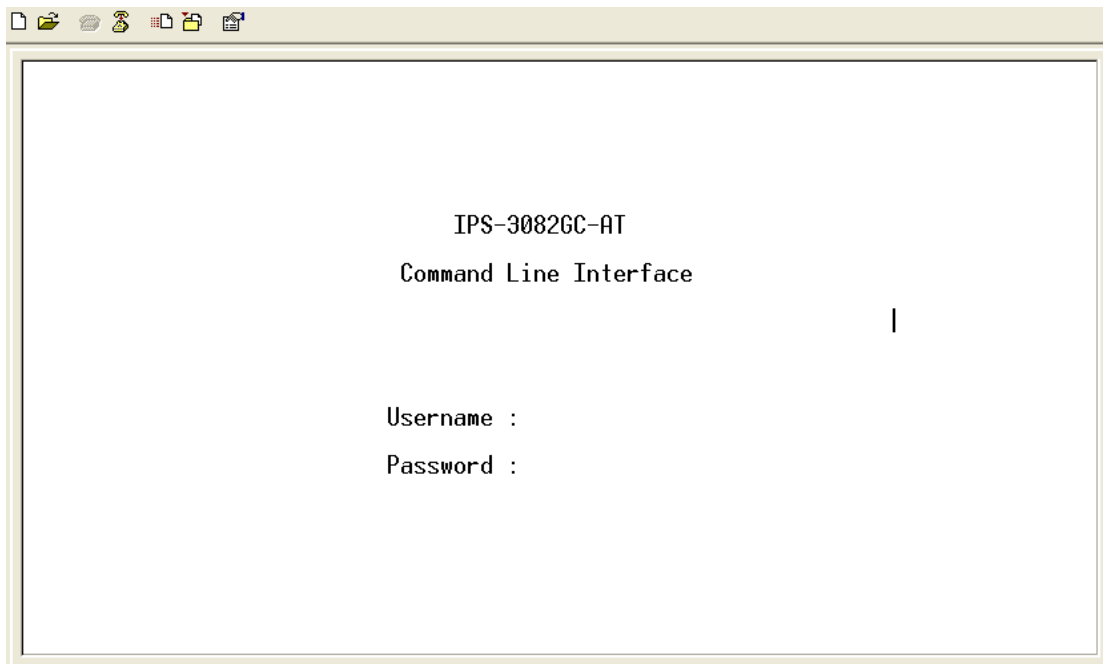 IPS-3082GC-AT
Command Line Interface
Username :
Password :